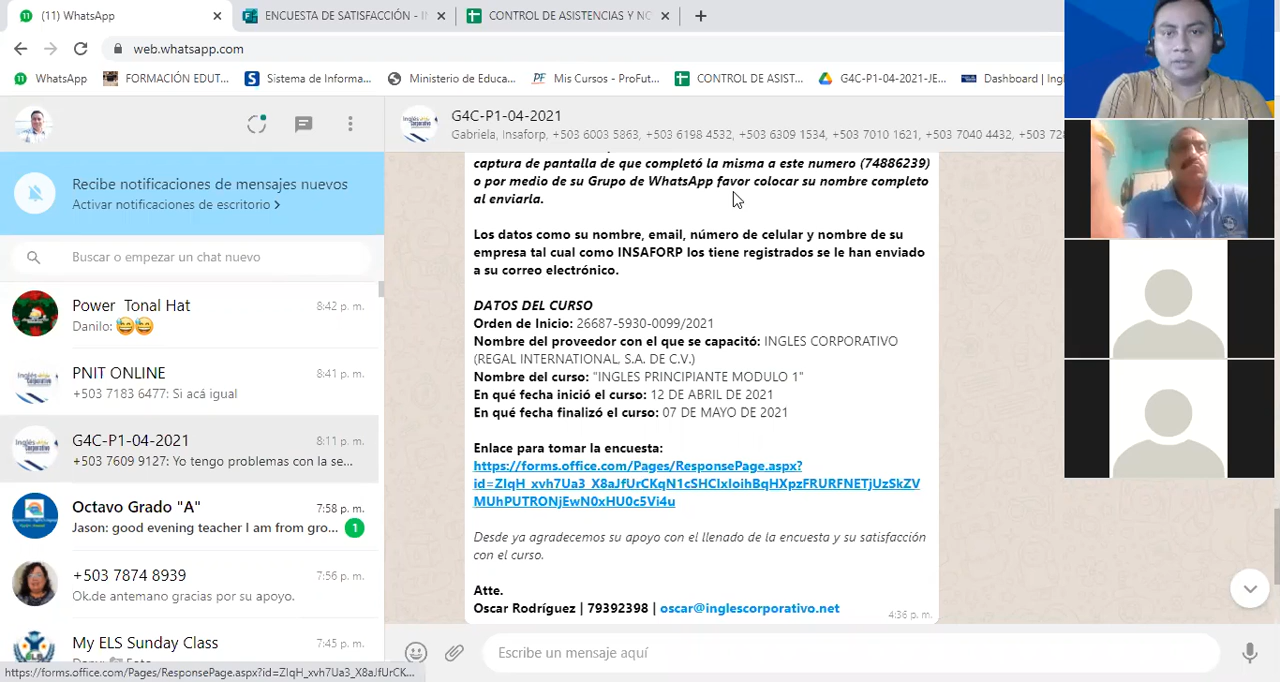 (11) WhatsApp
ENCUESTA DE SATISFACCIÓN - I
CONTROL DE ASISTENCIAS Y NO
web.whatsapp.com
WhatsApp
FORMACIÓN EDUT...
Sistema de Informa...
Ministerio de Educa...
Mis Cursos - ProFut...
CONTROL DE ASIST...
G4C-P1-04-2021-JE...
Dashboard | Ingl
G4C-P1-04-2021
Gabriela, Insaforp, +503 6003 5863, +503 6198 4532, +503 6309 1534, +503 7010 1621, +503 7040 4432, +503 728
Recibe notificaciones de mensajes nuevos
Activar notificaciones de escritorio >
Buscar o empezar un chat nuevo
Power Tonal Hat
8:42 p. m.
Danilo:
PNIT ONLINE
8:41 p. m.
+503 7183 6477: Si acá igual
G4C-P1-04-2021
8:11 p. m.
+503 7609 9127: Yo tengo problemas con la se...
Octavo Grado "A"
7:58 p. m.
Jason: good evening teacher I am from gro...
1
+503 7874 8939
7:56 p. m.
Ok.de antemano gracias por su apoyo.
My ELS Sunday Class
7:45 p. m.
captura de pantalla de que completó la misma a este numero (74886239)
o por medio de su Grupo de WhatsApp favor colocar su nombre completo
al enviarla.
Los datos como su nombre, email, número de celular y nombre de su
empresa tal cual como INSAFORP los tiene registrados se le han enviado
a su correo electrónico.
DATOS DEL CURSO
Orden de Inicio: 26687-5930-0099/2021
Nombre del proveedor con el que se capacitó: INGLES CORPORATIVO
(REGAL INTERNATIONAL, S.A. DE C.V.)
Nombre del curso: "INGLES PRINCIPIANTE MODULO 1"
En qué fecha inició el curso: 12 DE ABRIL DE 2021
En qué fecha finalizó el curso: 07 DE MAYO DE 2021
Enlace para tomar la encuesta:
https://forms.office.com/Pages/ResponsePage.aspx?
id=ZIqH_xvh7Ua3_X8aJfUrCKqN1cSHCIxIoihBqHXpzFRURFNETjUzSkZV
MUhPUTRONjEwN0xHU0c5Vi4u
Desde ya agradecemos su apoyo con el llenado de la encuesta y su satisfacción
con el curso.
Atte.
Oscar Rodríguez | 79392398 | oscar@inglescorporativo.net
4:36 p. m.
Escribe un mensaje aquí
https://forms.office.com/Pages/ResponsePage.aspx?id=ZIqH_xvh7Ua3_X8aJfUrCK...